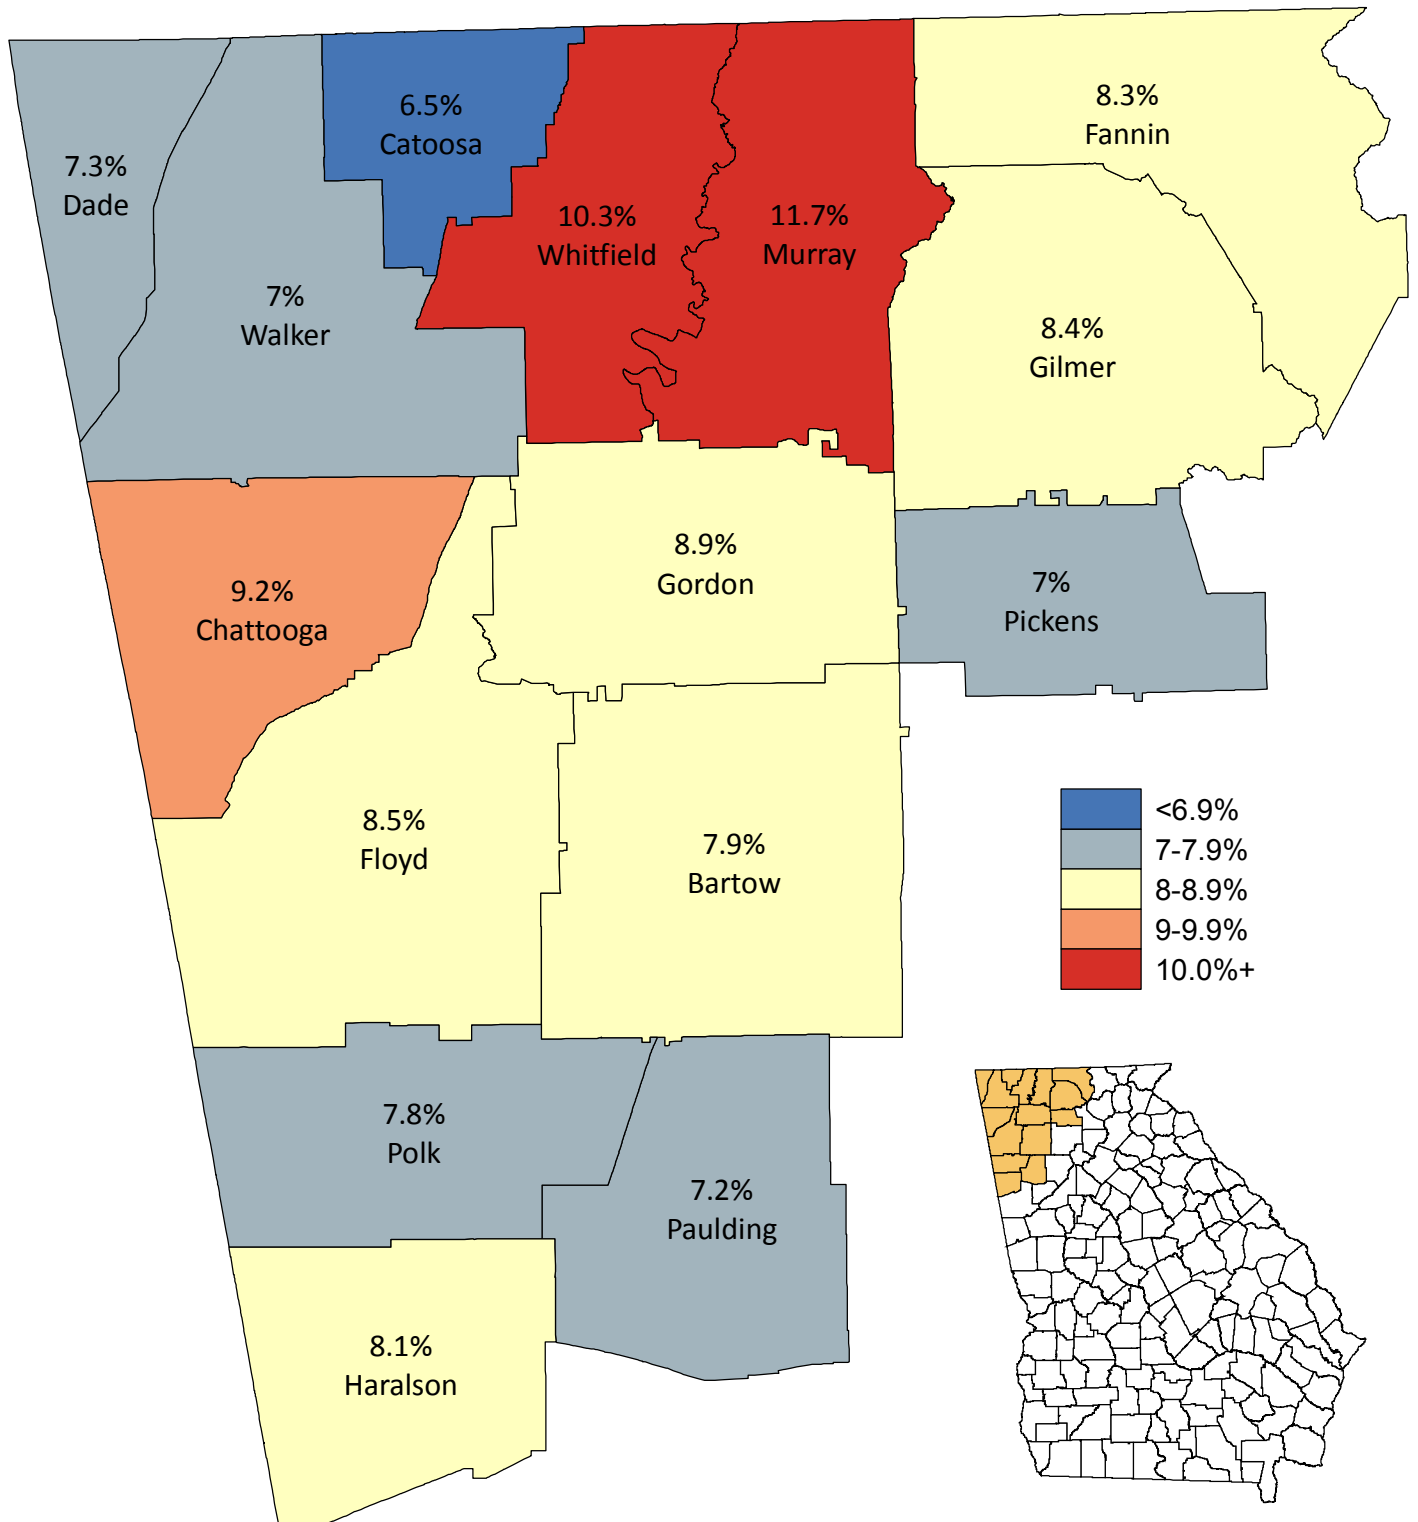 6.5%
Catoosa
8.3%
Fannin
7.3%
Dade
10.3%
Whitfield
11.7%
Murray
7%
Walker
8.4%
Gilmer
8.9%
Gordon
9.2%
Chattooga
7%
Pickens
8.5%
Floyd
7.9%
Bartow
<6.9%
7-7.9%
8-8.9%
9-9.9%
10.0%+
7.8%
Polk
7.2%
Paulding
8.1%
Haralson